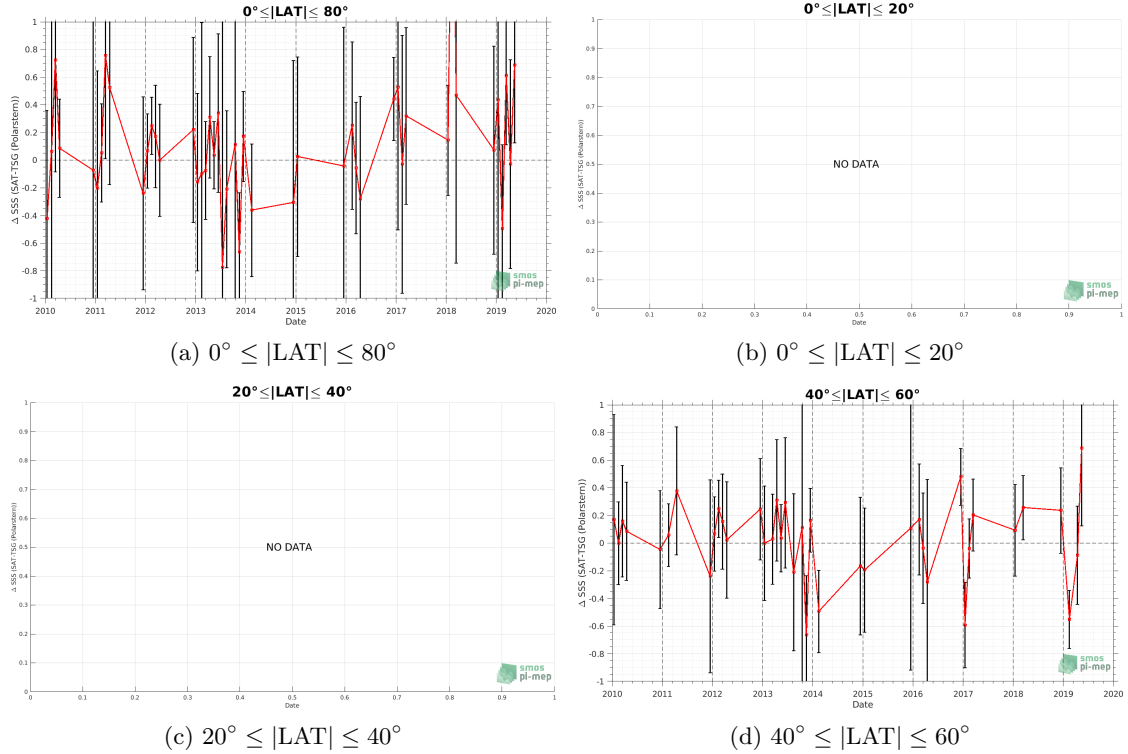 0°≤|LAT|≤ 80°
Δ SSS (SAT-TSG (Polarstern))
1
0.8
0.6
0.4
0.2
0
-0.2
-0.4
-0.6
-0.8
-1
2010 2011 2012 2013 2014 2015 2016 2017 2018 2019 2020
Date
smos
pi-mep
(a) 0° ≤ |LAT| ≤ 80°
0°≤|LAT|≤ 20°
Δ SSS (SAT-TSG (Polarstern))
1
0.9
0.8
0.7
0.6
0.5
0.4
0.3
0.2
0.1
0
NO DATA
0 0.1 0.2 0.3 0.4 0.5 0.6 0.7 0.8 0.9 1
Date
smos
pi-mep
(b) 0° ≤ |LAT| ≤ 20°
20°≤|LAT|≤ 40°
Δ SSS (SAT-TSG (Polarstern))
1
0.9
0.8
0.7
0.6
0.5
0.4
0.3
0.2
0.1
0
NO DATA
0 0.1 0.2 0.3 0.4 0.5 0.6 0.7 0.8 0.9 1
Date
smos
pi-mep
(c) 20° ≤ |LAT| ≤ 40°
40°≤|LAT|≤ 60°
Δ SSS (SAT-TSG (Polarstern))
1
0.8
0.6
0.4
0.2
0
-0.2
-0.4
-0.6
-0.8
-1
2010 2011 2012 2013 2014 2015 2016 2017 2018 2019 2020
Date
smos
pi-mep
(d) 40° ≤ |LAT| ≤ 60°